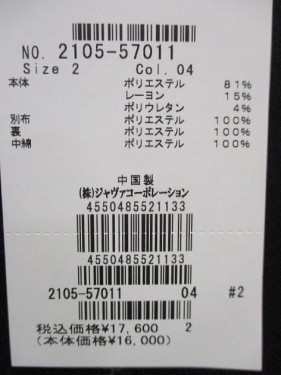 NO. 2105-57011
Size 2 Col. 04
本体 ポリエステル 81%
レーヨン 15%
ポリウレタン 4%
別布 ポリエステル 100%
裏 ポリエステル 100%
中綿 ポリエステル 100%
中国製
(株)ジャヴァコーポレーション
4550485521133
4550485521133
2105-57011 04 #2
税込価格¥17,600 2
(本体価格¥16,000)